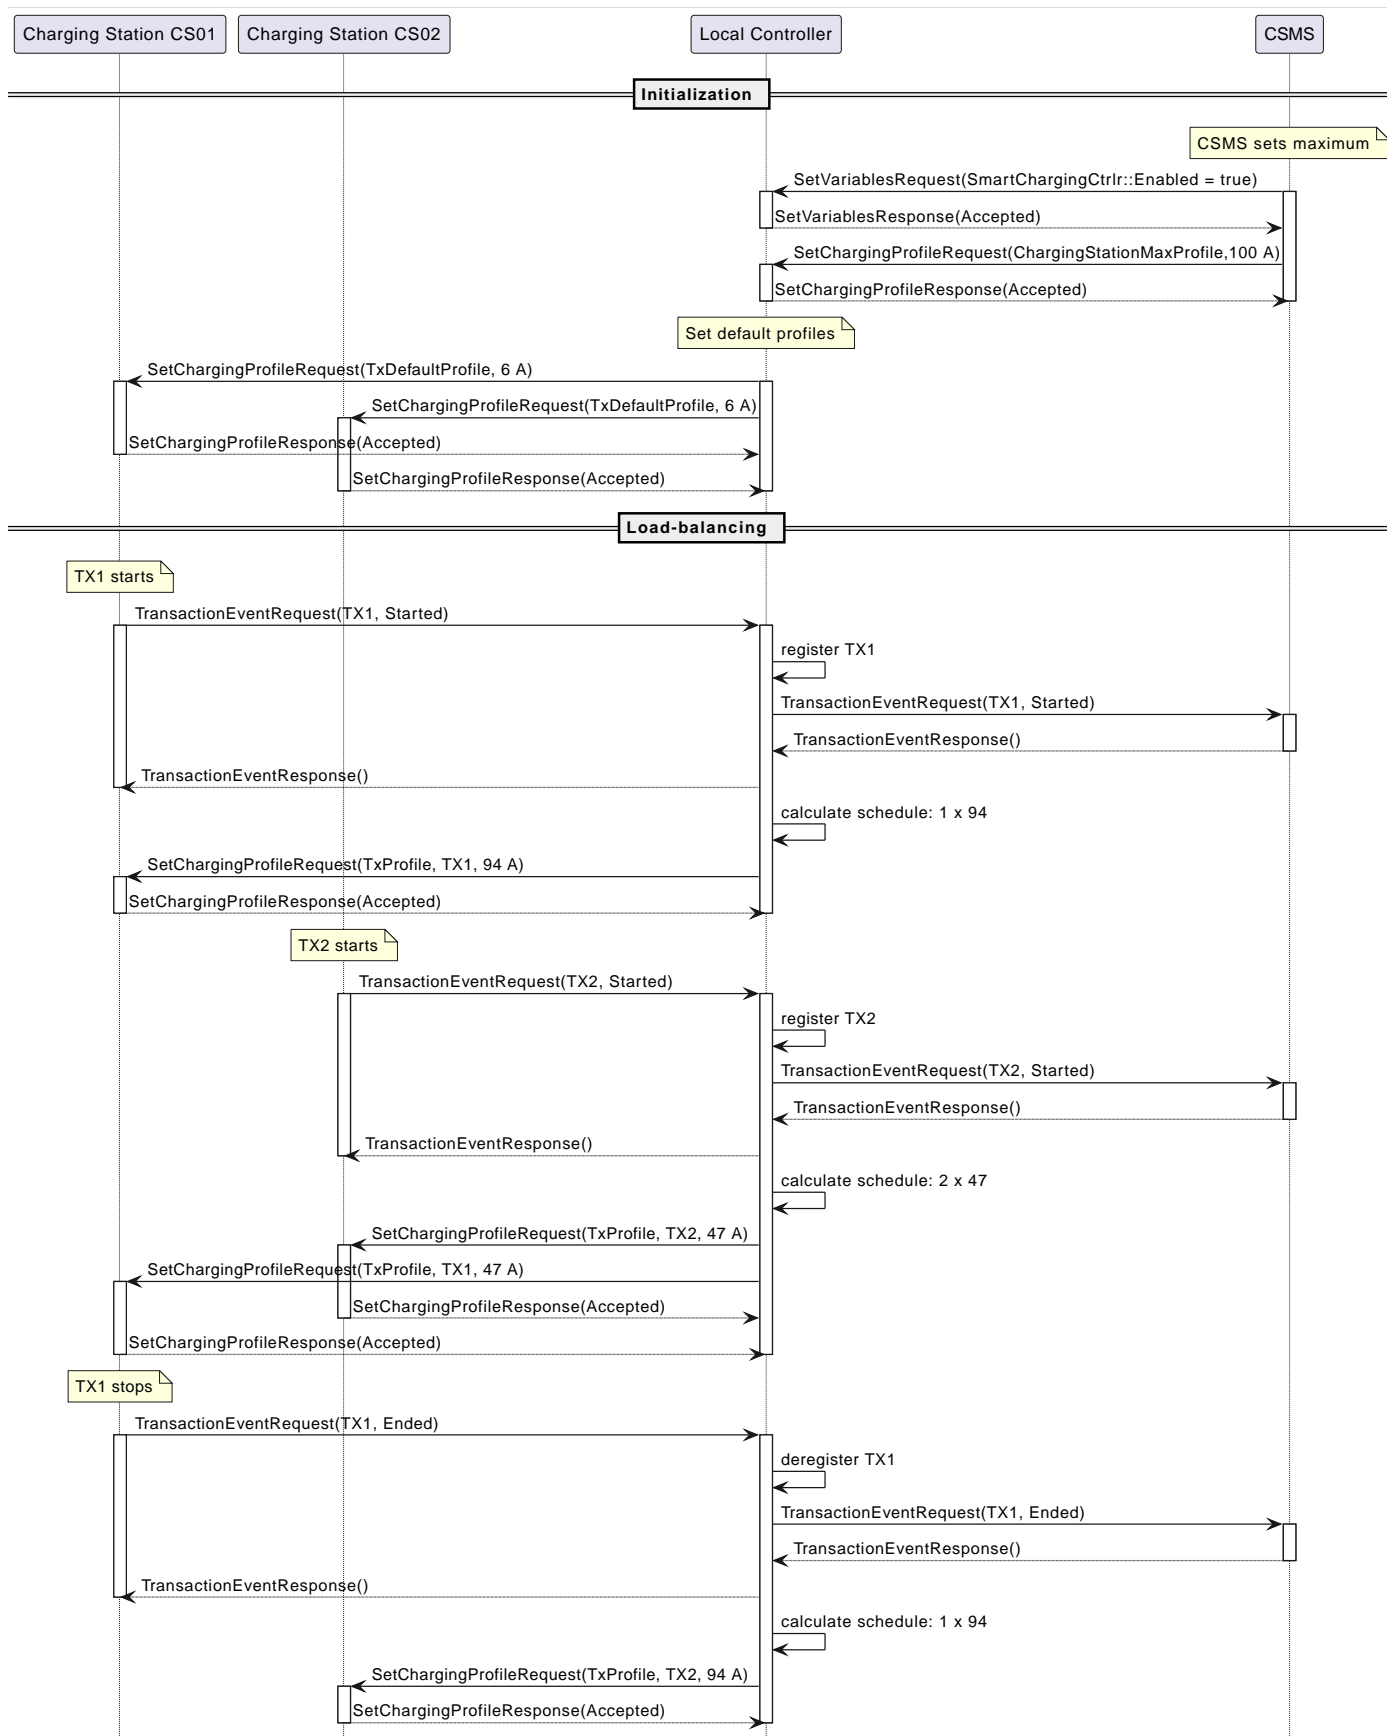 Charging Station CS01
Charging Station CS02
Local Controller
CSMS
Initialization
CSMS sets maximum
SetVariablesRequest(SmartChargingCtrlr::Enabled = true)
SetVariablesResponse(Accepted)
SetChargingProfileRequest(ChargingStationMaxProfile,100 A)
SetChargingProfileResponse(Accepted)
Set default profiles
SetChargingProfileRequest(TxDefaultProfile, 6 A)
SetChargingProfileRequest(TxDefaultProfile, 6 A)
SetChargingProfileResponse(Accepted)
SetChargingProfileResponse(Accepted)
Load-balancing
TX1 starts
TransactionEventRequest(TX1, Started)
register TX1
TransactionEventRequest(TX1, Started)
TransactionEventResponse()
TransactionEventResponse()
calculate schedule: 1 x 94
SetChargingProfileRequest(TxProfile, TX1, 94 A)
SetChargingProfileResponse(Accepted)
TX2 starts
TransactionEventRequest(TX2, Started)
register TX2
TransactionEventRequest(TX2, Started)
TransactionEventResponse()
TransactionEventResponse()
calculate schedule: 2 x 47
SetChargingProfileRequest(TxProfile, TX2, 47 A)
SetChargingProfileRequest(TxProfile, TX1, 47 A)
SetChargingProfileResponse(Accepted)
SetChargingProfileResponse(Accepted)
TX1 stops
TransactionEventRequest(TX1, Ended)
deregister TX1
TransactionEventRequest(TX1, Ended)
TransactionEventResponse()
TransactionEventResponse()
calculate schedule: 1 x 94
SetChargingProfileRequest(TxProfile, TX2, 94 A)
SetChargingProfileResponse(Accepted)